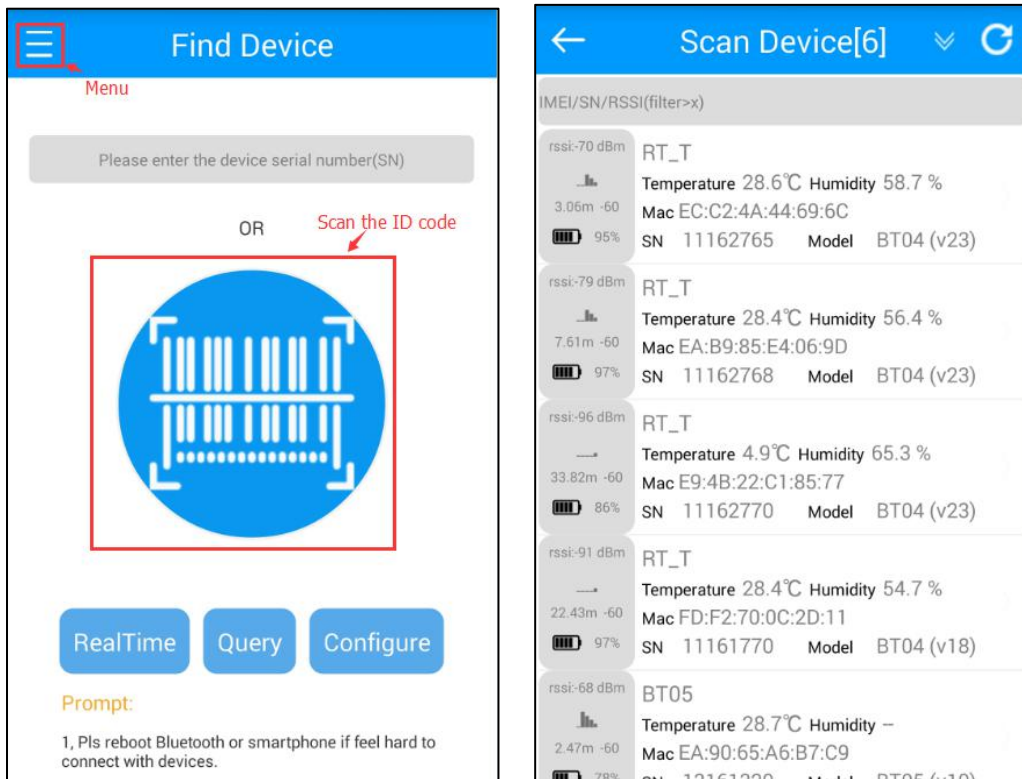 Find Device
Menu
Please enter the device serial number(SN)
OR
Scan the ID code
RealTime
Query
Configure
Prompt:
1, Pls reboot Bluetooth or smartphone if feel hard to
connect with devices.
Scan Device[6]
IMEI/SN/RSSI(filter>x)
rssi:-70 dBm
3.06m -60
95%
RT_T
Temperature 28.6℃ Humidity 58.7 %
Mac EC:C2:4A:44:69:6C
SN 11162765 Model BT04 (v23)
rssi:-79 dBm
7.61m -60
97%
RT_T
Temperature 28.4℃ Humidity 56.4 %
Mac EA:B9:85:E4:06:9D
SN 11162768 Model BT04 (v23)
rssi:-96 dBm
33.82m -60
86%
RT_T
Temperature 4.9℃ Humidity 65.3 %
Mac E9:4B:22:C1:85:77
SN 11162770 Model BT04 (v23)
rssi:-91 dBm
22.43m -60
97%
RT_T
Temperature 28.4℃ Humidity 54.7 %
Mac FD:F2:70:0C:2D:11
SN 11161770 Model BT04 (v18)
rssi:-68 dBm
2.47m -60
78%
BT05
Temperature 28.7℃ Humidity --
Mac EA:90:65:A6:B7:C9